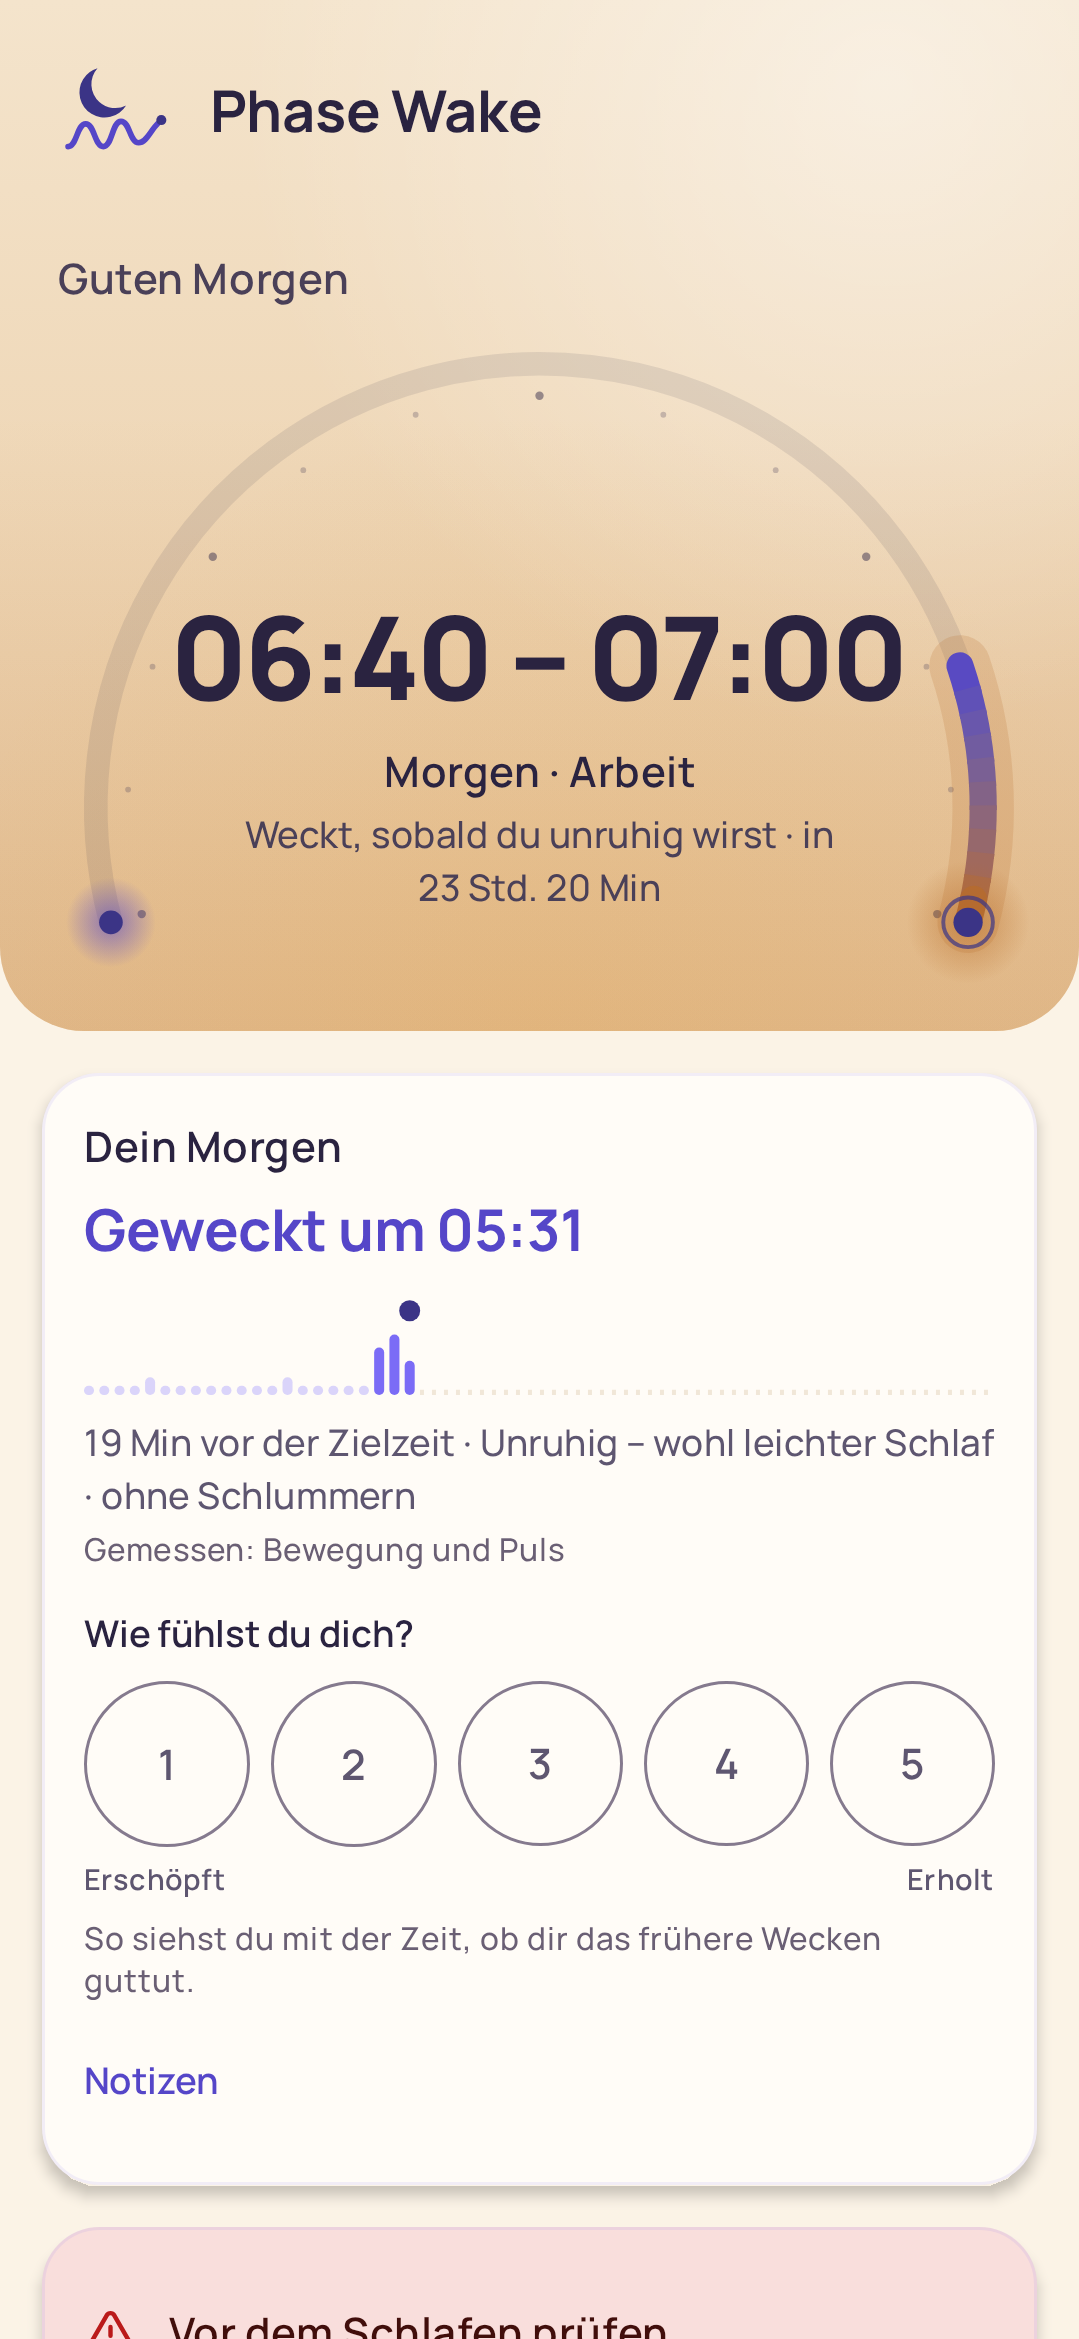 Phase Wake
Guten Morgen
06:40 – 07:00
Morgen · Arbeit
Weckt, sobald du unruhig wirst · in
23 Std. 20 Min
Dein Morgen
Geweckt um 05:31
19 Min vor der Zielzeit · Unruhig – wohl leichter Schlaf
· ohne Schlummern
Gemessen: Bewegung und Puls
Wie fühlst du dich?
1 2 3 4 5
Erschöpft Erholt
So siehst du mit der Zeit, ob dir das frühere Wecken
guttut.
Notizen
Vor dem Schlafen prüfen